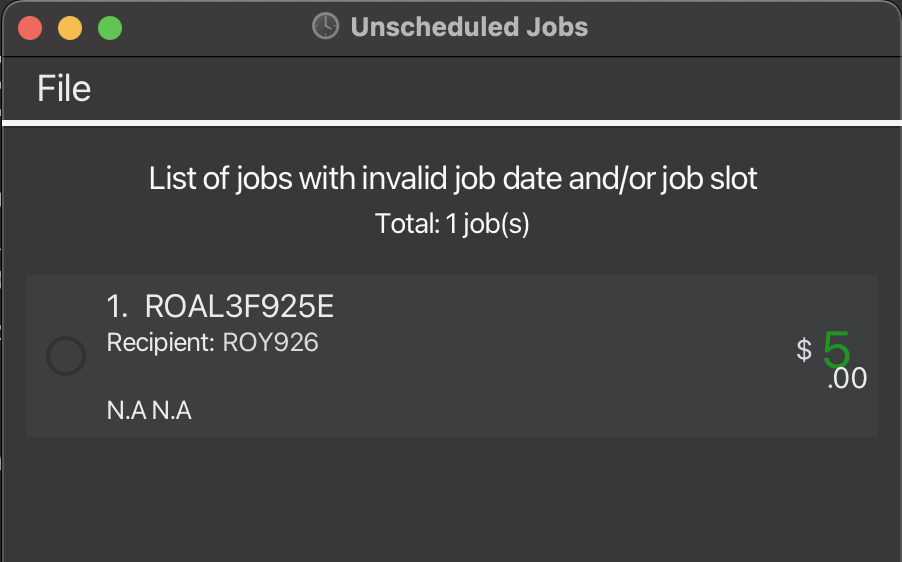 Unscheduled Jobs
File
List of jobs with invalid job date and/or job slot
Total: 1 job(s)
1. ROAL3F925E
Recipient: ROY926
$ 5
.00
N.A N.A